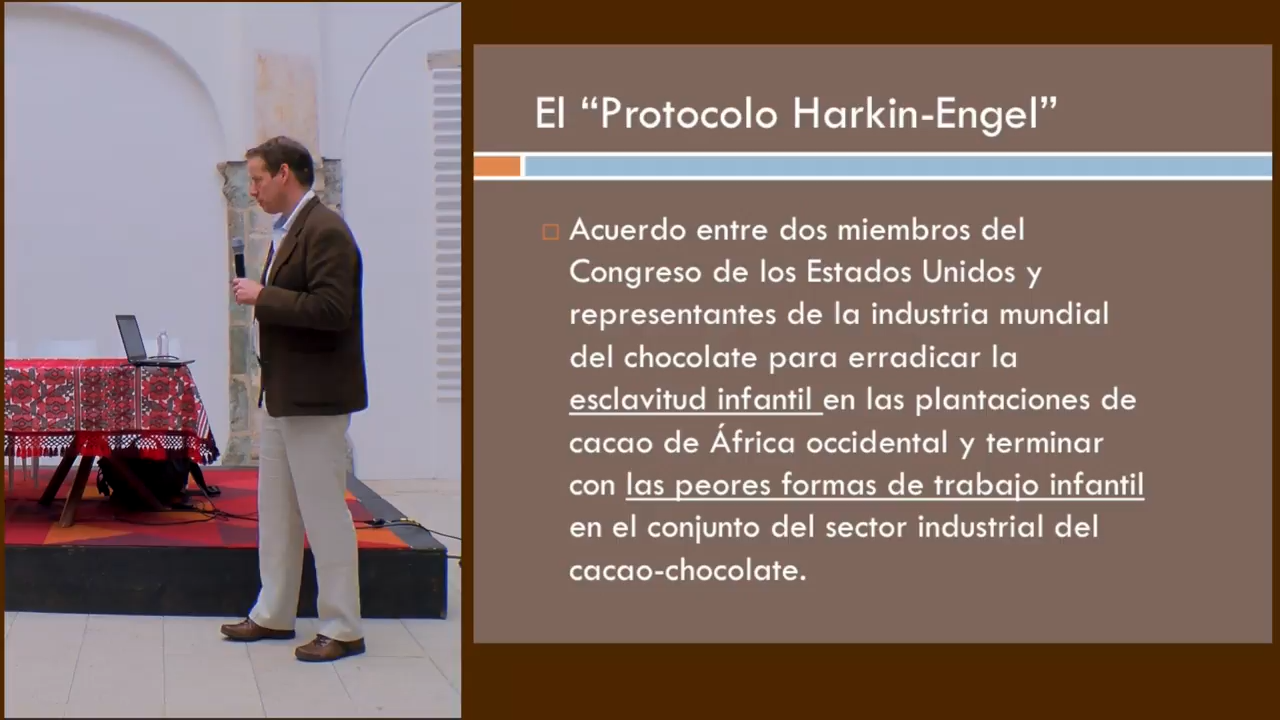 El “Protocolo Harkin-Engel”
Acuerdo entre dos miembros del
Congreso de los Estados Unidos y
representantes de la industria mundial
del chocolate para erradicar la
esclavitud infantil en las plantaciones de
cacao de África occidental y terminar
con las peores formas de trabajo infantil
en el conjunto del sector industrial del
cacao-chocolate.